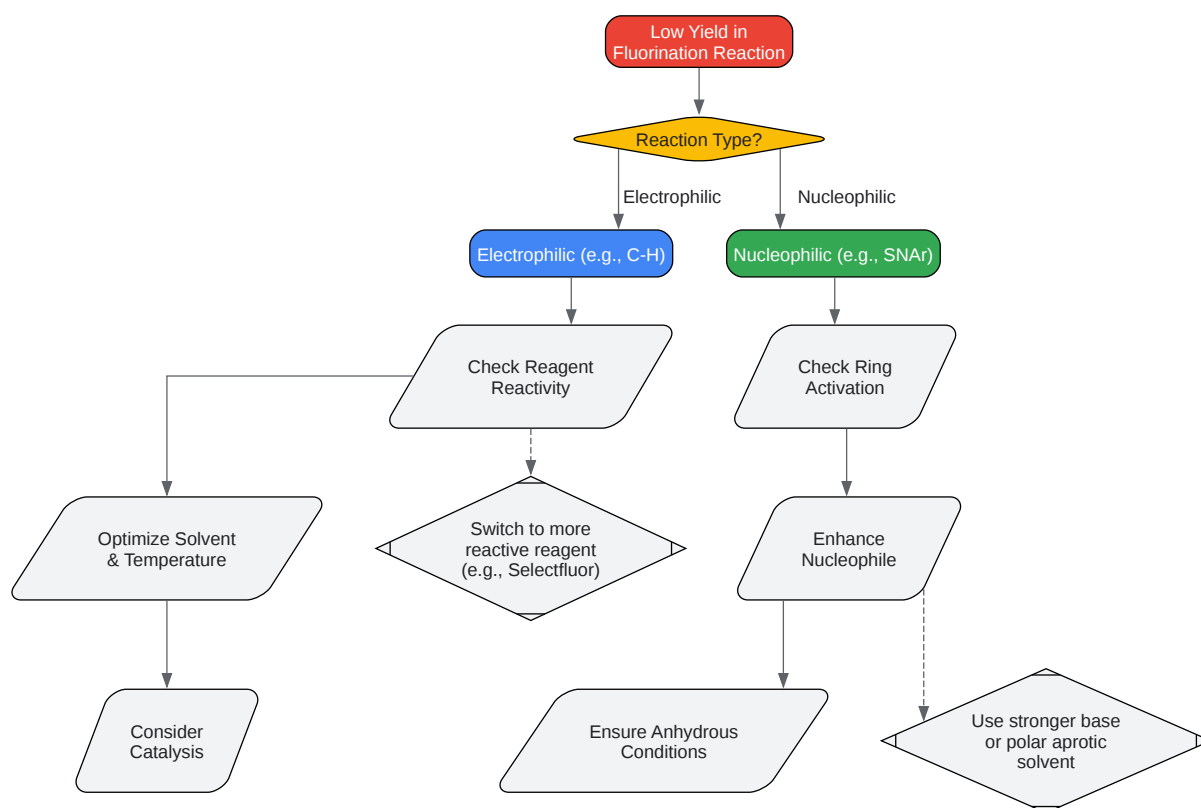 Low Yield in
Fluorination Reaction
Reaction Type?
Electrophilic
Nucleophilic
Electrophilic (e.g., C-H)
Nucleophilic (e.g., SNAr)
Check Reagent
Reactivity
Check Ring
Activation
Optimize Solvent
& Temperature
Switch to more
reactive reagent
(e.g., Selectfluor)
Enhance
Nucleophile
Consider
Catalysis
Ensure Anhydrous
Conditions
Use stronger base
or polar aprotic
solvent